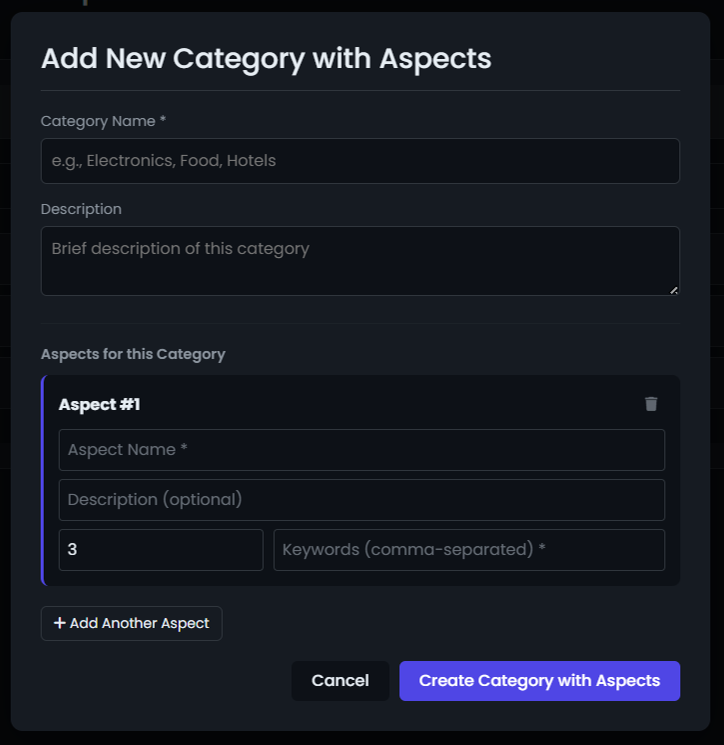 Add New Category with Aspects
Category Name *
e.g., Electronics, Food, Hotels
Description
Brief description of this category
Aspects for this Category
Aspect #1
Aspect Name *
Description (optional)
3 Keywords (comma-separated) *
+ Add Another Aspect
Cancel Create Category with Aspects